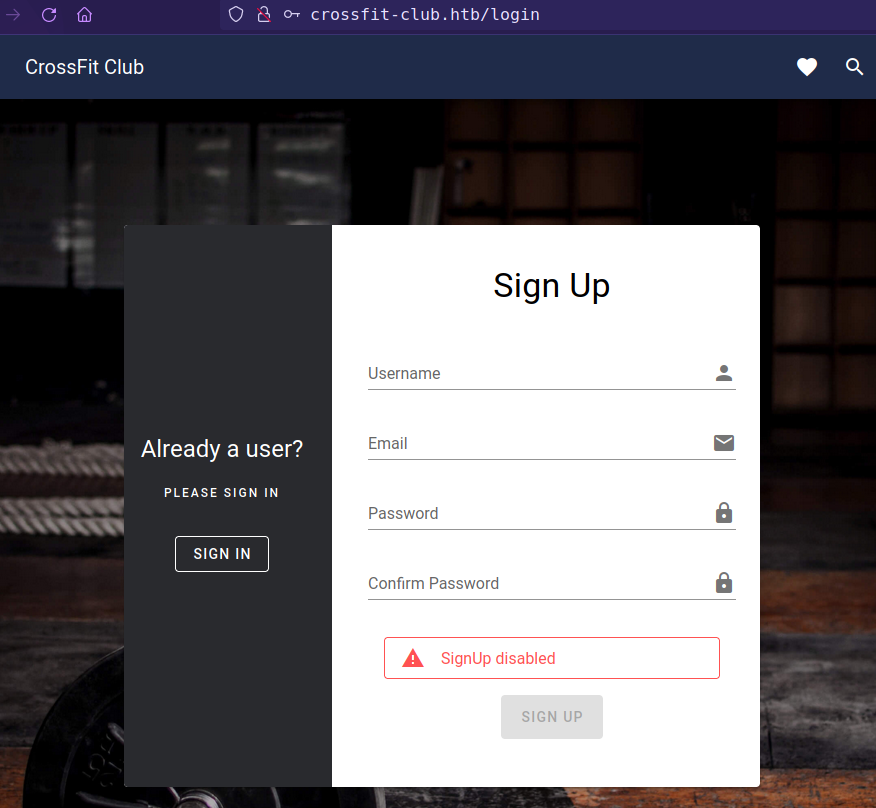 crossfit-club.htb/login
CrossFit Club
Already a user?
PLEASE SIGN IN
SIGN IN
Sign Up
Username
Email
Password
Confirm Password
SignUp disabled
SIGN UP